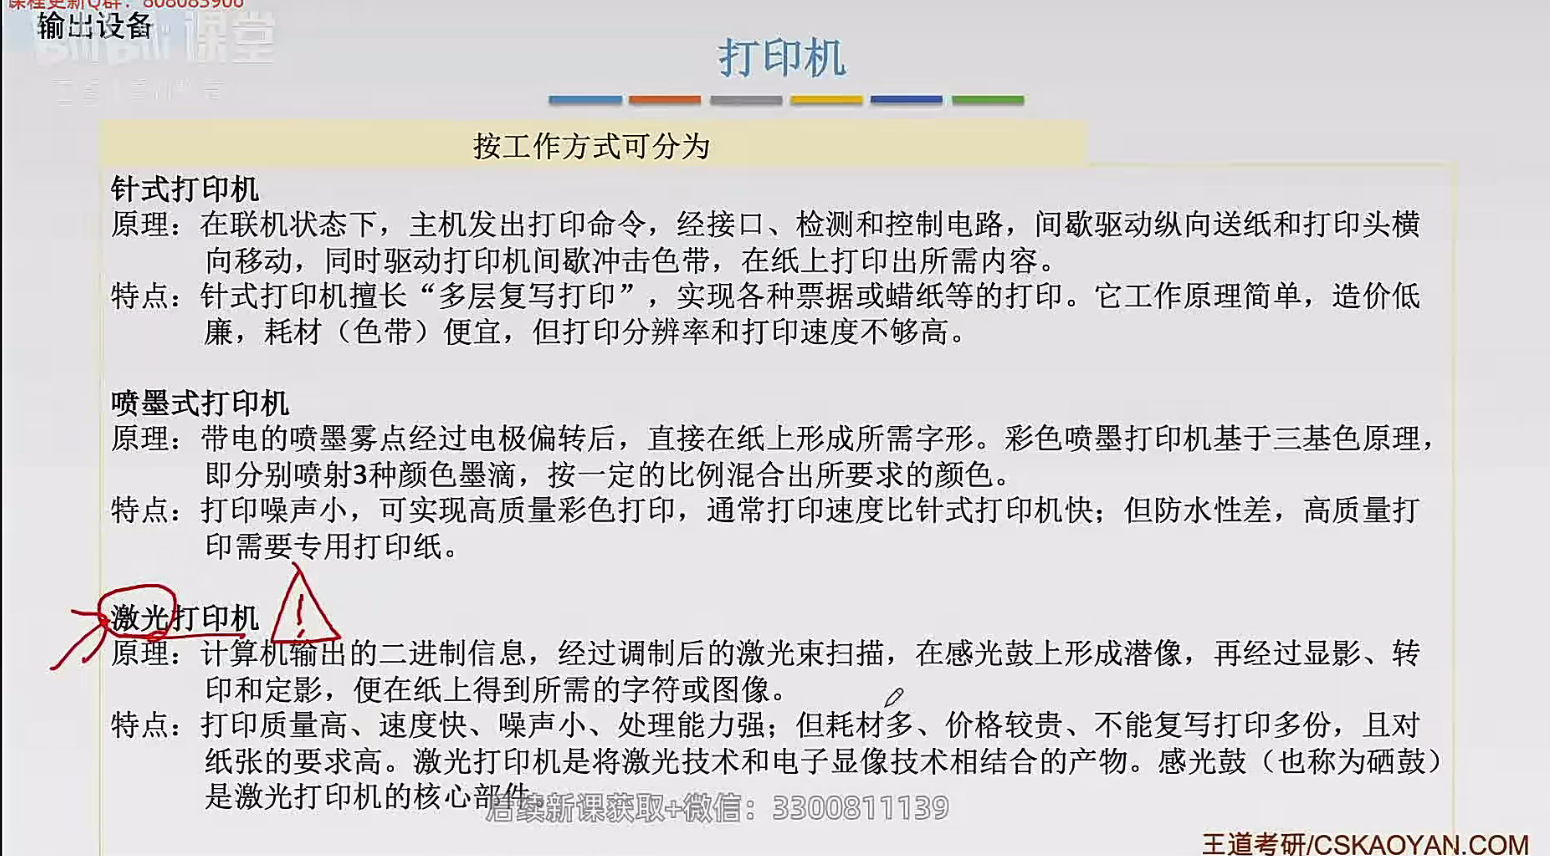 课程更新Q群：808083906
输出设备
课堂
打印机
按工作方式可分为
针式打印机
原理：在联机状态下，主机发出打印命令，经接口、检测和控制电路，间歇驱动纵向送纸和打印头横
向移动，同时驱动打印机间歇冲击色带，在纸上打印出所需内容。
特点：针式打印机擅长“多层复写打印”，实现各种票据或蜡纸等的打印。它工作原理简单，造价低
廉，耗材（色带）便宜，但打印分辨率和打印速度不够高。
喷墨式打印机
原理：带电的喷墨雾点经过电极偏转后，直接在纸上形成所需字形。彩色喷墨打印机基于三基色原理，
即分别喷射3种颜色墨滴，按一定的比例混合出所要求的颜色。
特点：打印噪声小，可实现高质量彩色打印，通常打印速度比针式打印机快；但防水性差，高质量打
印需要专用打印纸。
激光打印机
原理：计算机输出的二进制信息，经过调制后的激光束扫描，在感光鼓上形成潜像，再经过显影、转
印和定影，便在纸上得到所需的字符或图像。
特点：打印质量高、速度快、噪声小、处理能力强；但耗材多、价格较贵、不能复写打印多份，且对
纸张的要求高。激光打印机是将激光技术和电子显像技术相结合的产物。感光鼓（也称为硒鼓）
是激光打印机的核心部件。
后续新课获取+微信：3300811139
王道考研/CSKAOYAN.COM